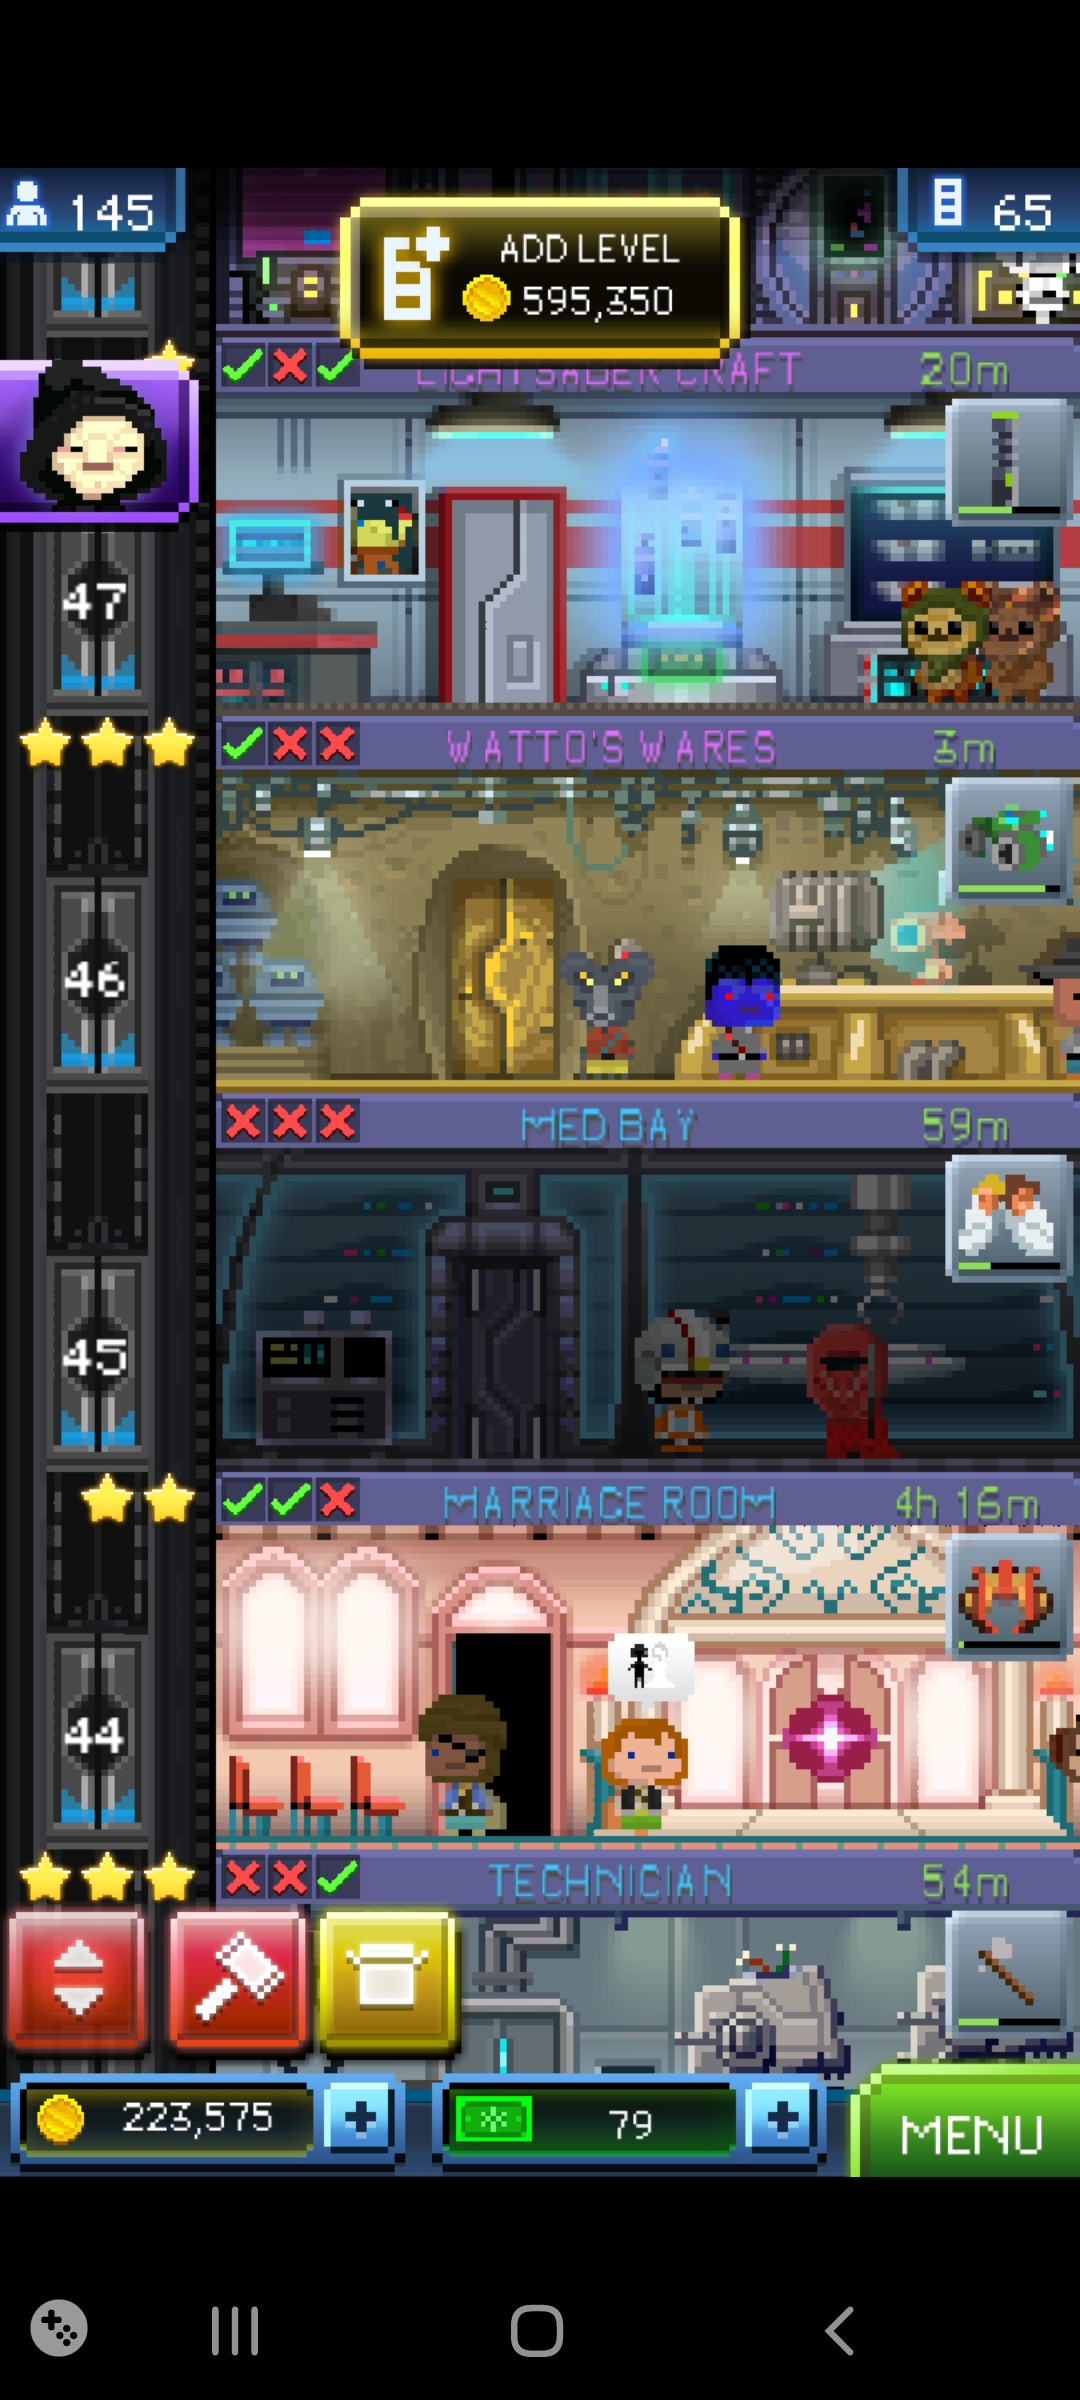 145
65
ADD LEVEL
595,350
LIGHTSABER CRAFT 20m
47
WATTO'S WARES 3m
46
MED BAY 59m
45
MARRIAGE ROOM 4h 16m
44
TECHNICIAN 54m
223,575
79
MENU